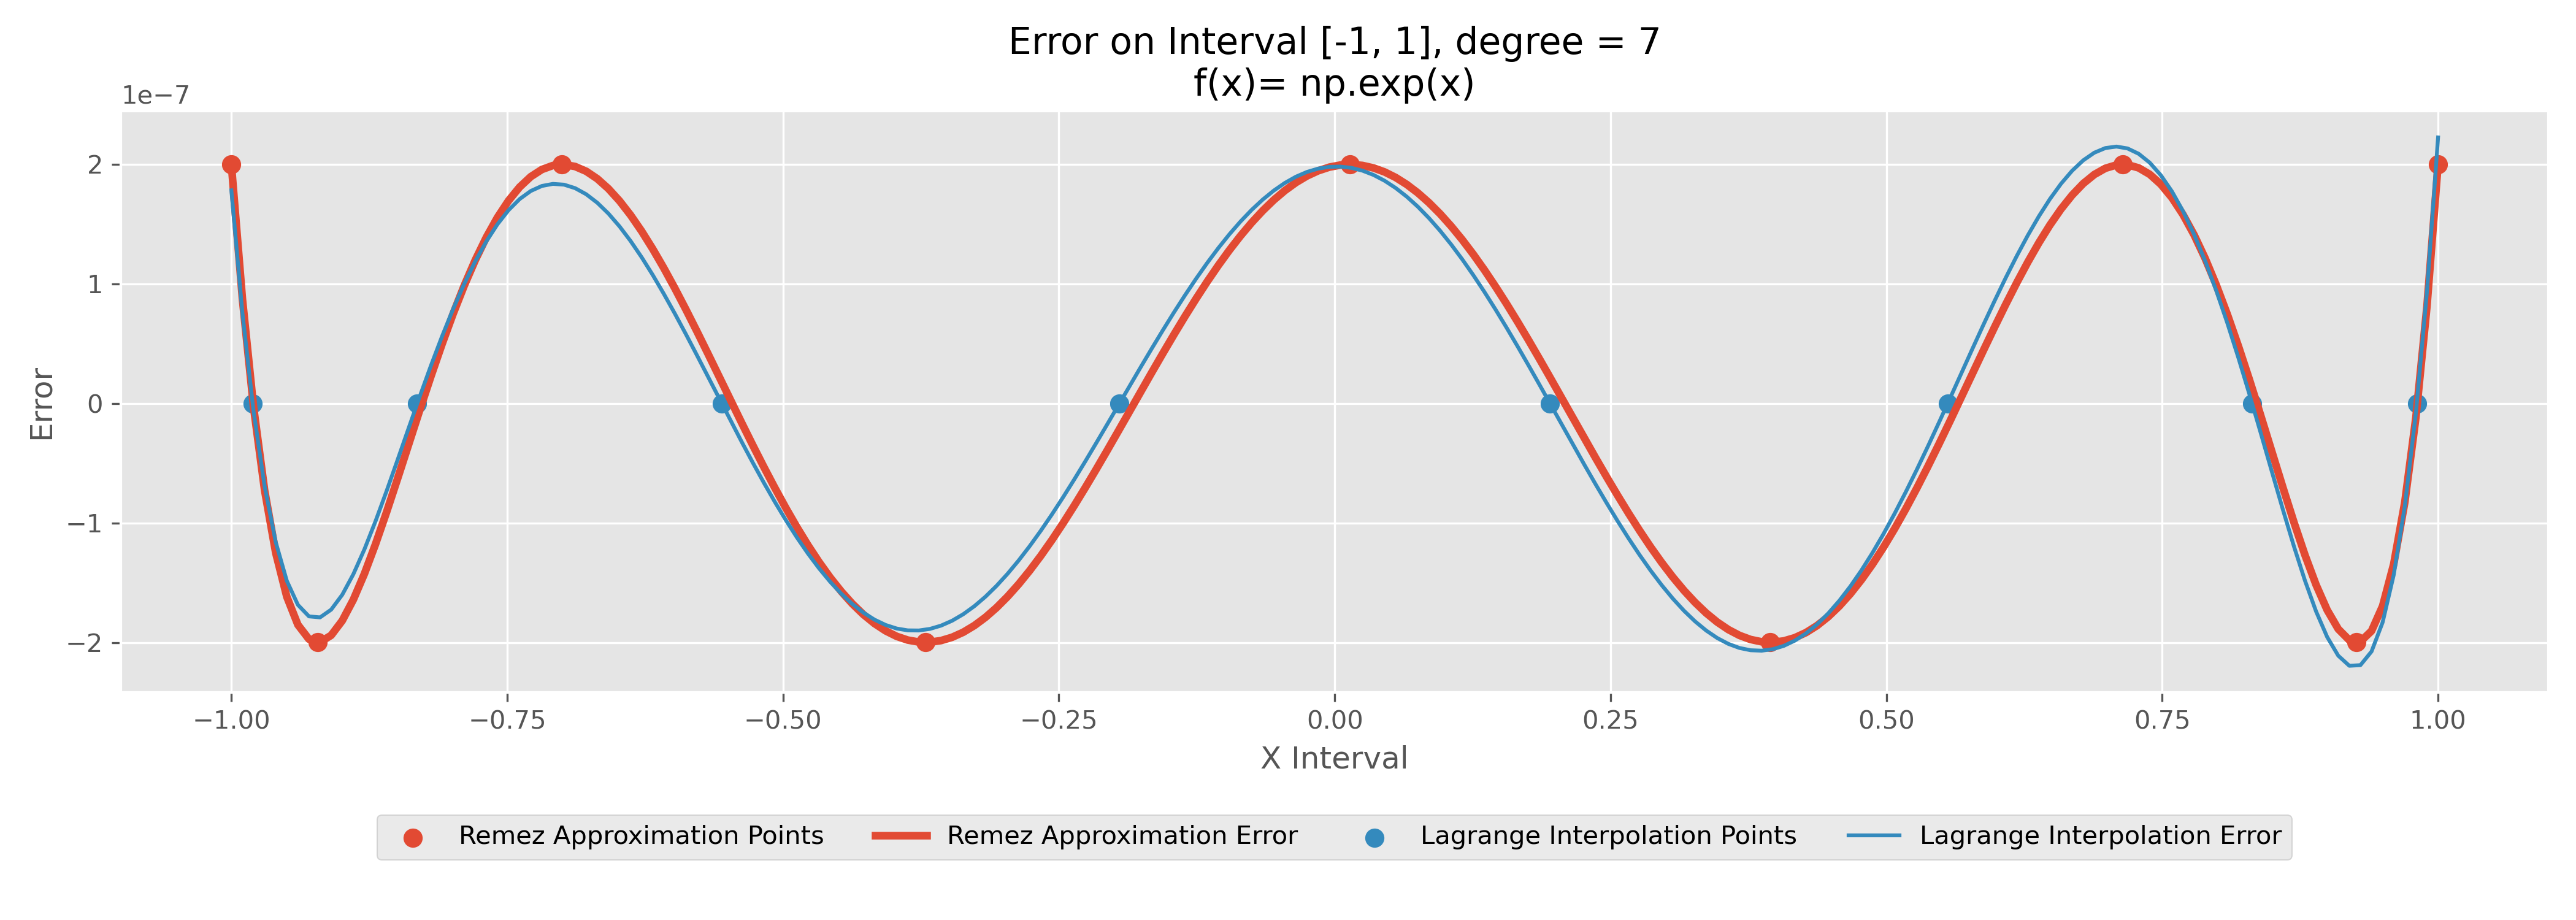 Error on Interval [-1, 1], degree = 7
f(x)= np.exp(x)
1e−7
2
1
0
−1
−2
Error
−1.00 −0.75 −0.50 −0.25 0.00 0.25 0.50 0.75 1.00
X Interval
Remez Approximation Points Remez Approximation Error Lagrange Interpolation Points Lagrange Interpolation Error